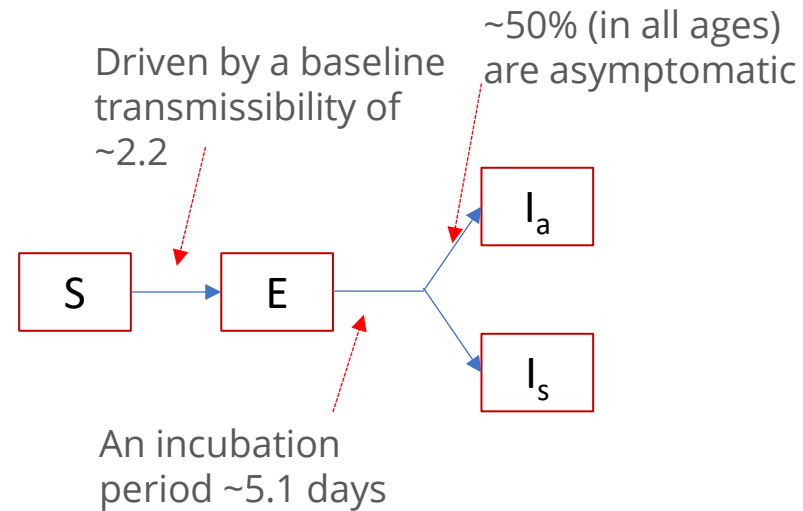 Driven by a baseline
transmissibility of
~2.2
~50% (in all ages)
are asymptomatic
S
E
Iₐ
Iₛ
An incubation
period ~5.1 days